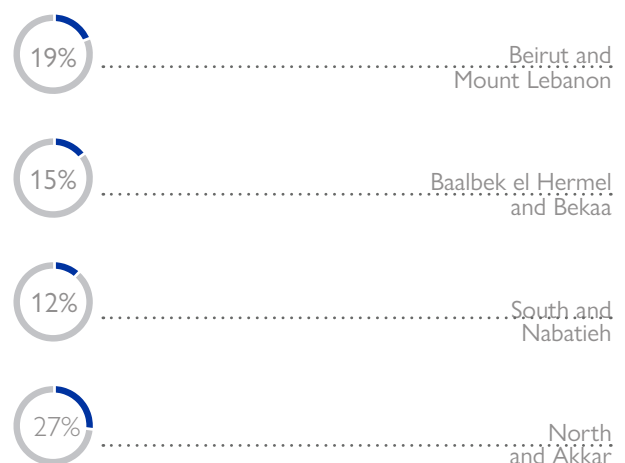 19%
Beirut and
Mount Lebanon
15%
Baalbek el Hermel
and Bekaa
12%
South and
Nabatieh
27%
North
and Akkar